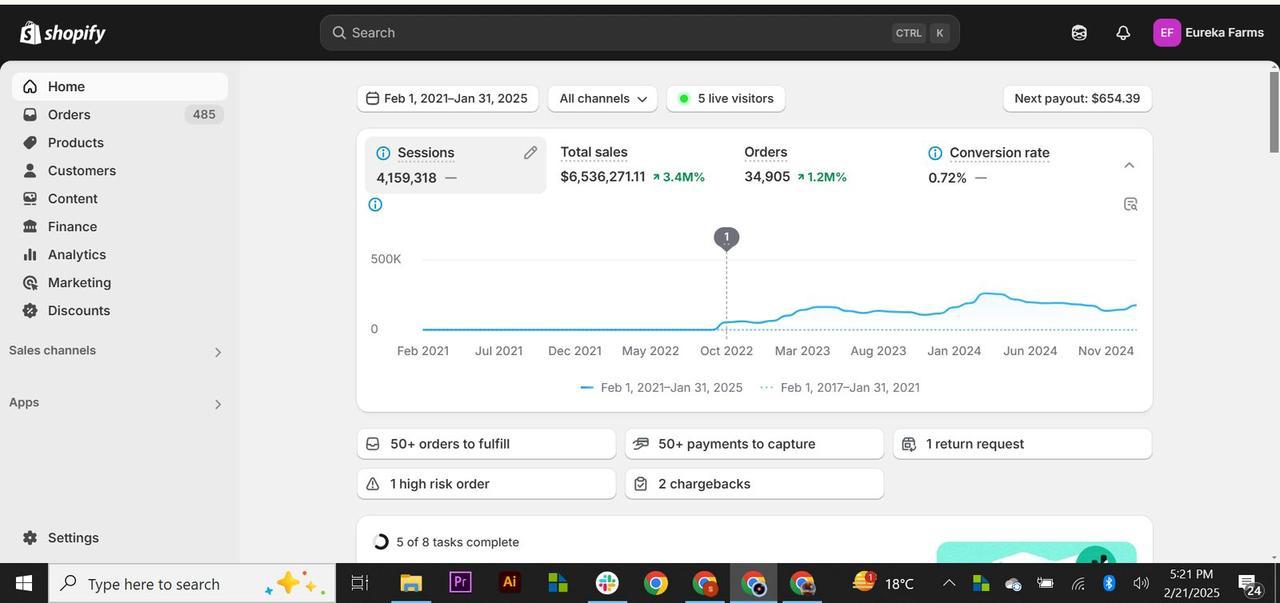 shopify
Search
CTRL K
EF Eureka Farms
Home
Orders 485
Products
Customers
Content
Finance
Analytics
Marketing
Discounts
Sales channels
Apps
Settings
Feb 1, 2021–Jan 31, 2025
All channels
5 live visitors
Next payout: $654.39
Sessions
4,159,318 —
Total sales
$6,536,271.11 3.4%
Orders
34,905 1.2%
Conversion rate
0.72% —
1
500K
0
Feb 2021 Jul 2021 Dec 2021 May 2022 Oct 2022 Mar 2023 Aug 2023 Jan 2024 Jun 2024 Nov 2024
Feb 1, 2021–Jan 31, 2025 Feb 1, 2017–Jan 31, 2021
50+ orders to fulfill
50+ payments to capture
1 return request
1 high risk order
2 chargebacks
5 of 8 tasks complete
Type here to search
Pr
Ai
1
18°C
5:21 PM
2/21/2025
24